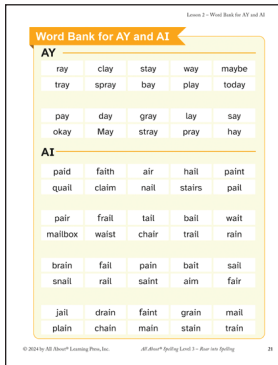 Lesson 2 – Word Bank for AY and AI
Word Bank for AY and AI
AY
ray clay stay way maybe
tray spray bay play today
pay day gray lay say
okay May stray pray hay
AI
paid faith air hail paint
quail claim nail stairs pail
pair frail tail bail wait
mailbox waist chair trail rain
brain fail pain bait sail
snail rail saint aim fair
jail drain faint grain mail
plain chain main stain train
© 2024 by All About® Learning Press, Inc. All About® Spelling Level 3 – Roar into Spelling 21